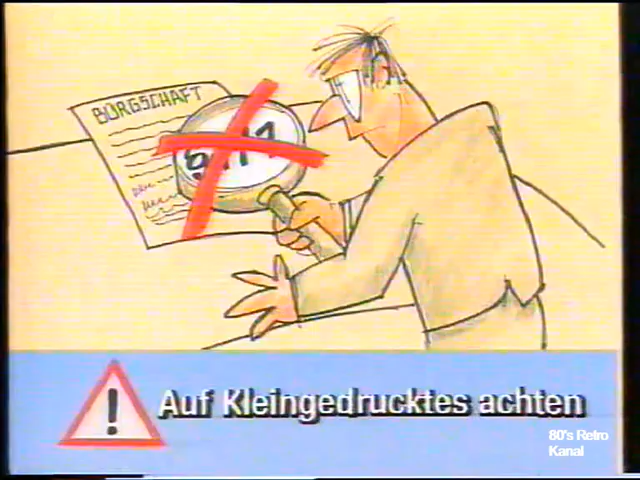 BÜRGSCHAFT
!
Auf Kleingedrucktes achten
80's Retro
Kanal